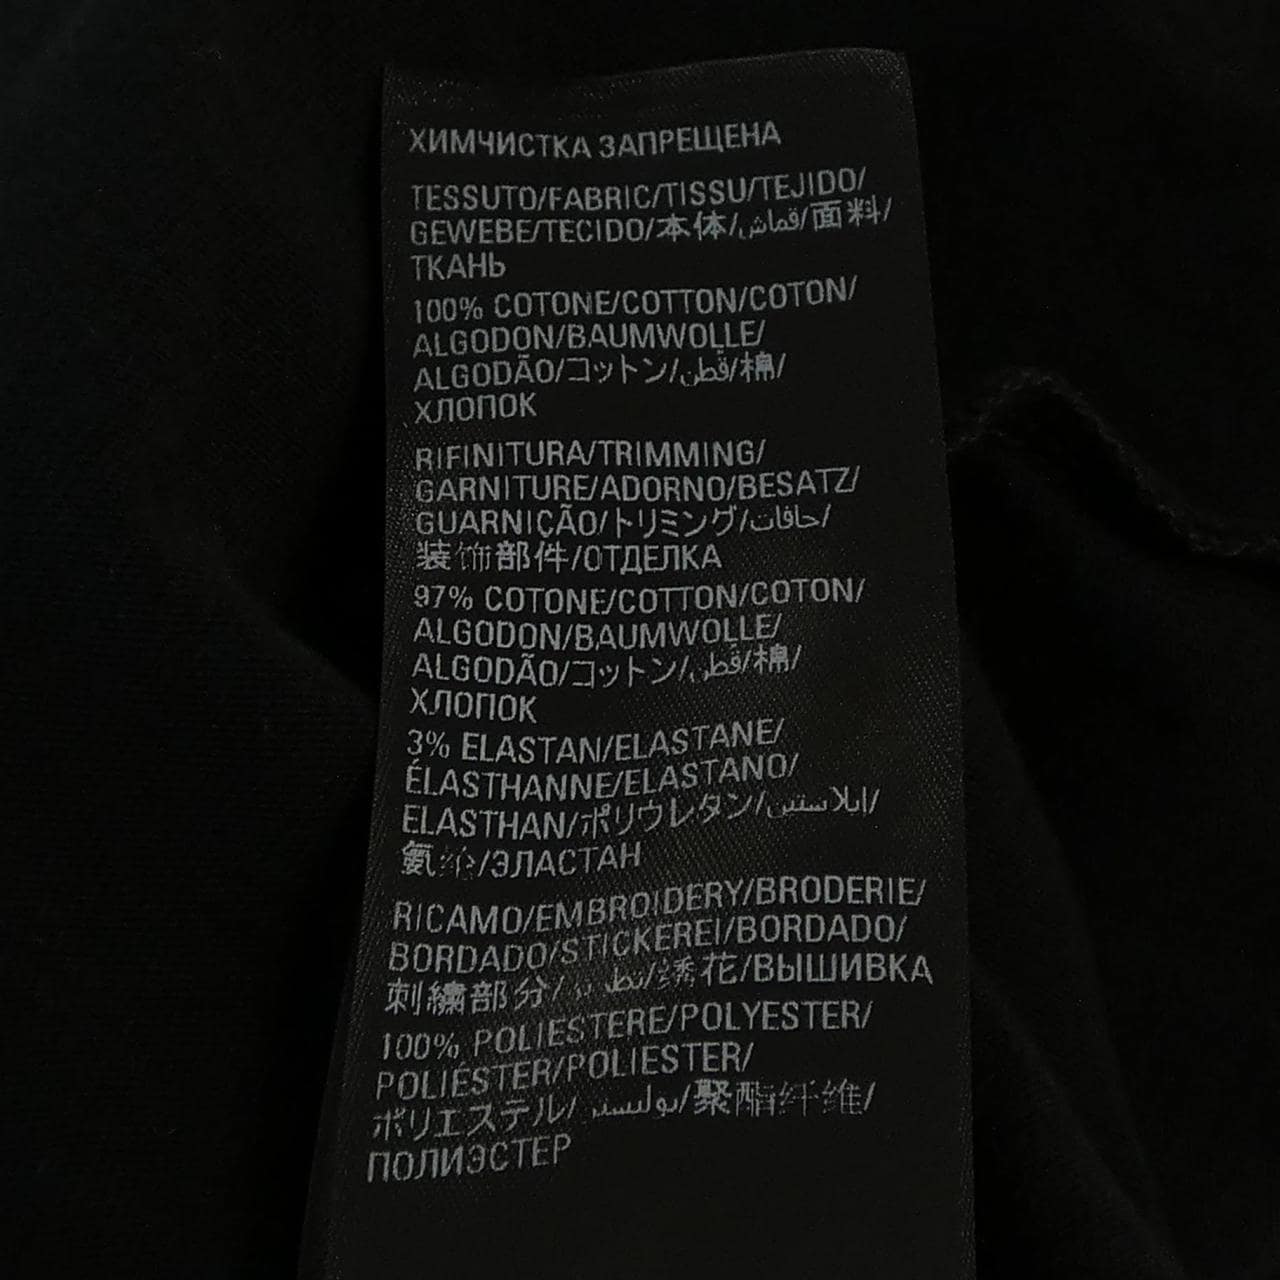 ХИМЧИСТКА ЗАПРЕЩЕНА
TESSUTO/FABRIC/TISSU/TEJIDO/
GEWEBE/TECIDO/本体/قماش/面料/
ТКАНЬ
100% COTONE/COTTON/COTON/
ALGODON/BAUMWOLLE/
ALGODÃO/コットン/قطن/棉/
ХЛОПОК
RIFINITURA/TRIMMING/
GARNITURE/ADORNO/BESATZ/
GUARNIÇÃO/トリミング/حافات/
装饰部件/ОТДЕЛКА
97% COTONE/COTTON/COTON/
ALGODON/BAUMWOLLE/
ALGODÃO/コットン/قطن/棉/
ХЛОПОК
3% ELASTAN/ELASTANE/
ÉLASTHANNE/ELASTANO/
ELASTHAN/ポリウレタン/إيلاستين/
氨纶/ЭЛАСТАН
RICAMO/EMBROIDERY/BRODERIE/
BORDADO/STICKEREI/BORDADO/
刺繍部分/تطريز/绣花/ВЫШИВКА
100% POLIESTERE/POLYESTER/
POLIÉSTER/POLIESTER/
ポリエステル/بوليستر/聚酯纤维/
ПОЛИЭСТЕР